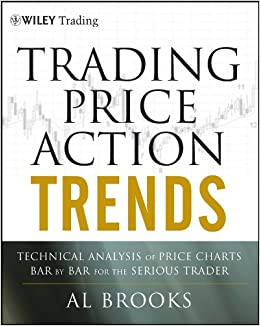 WILEY Trading
TRADING
PRICE
ACTION
TRENDS
TECHNICAL ANALYSIS OF PRICE CHARTS
BAR BY BAR FOR THE SERIOUS TRADER
AL BROOKS